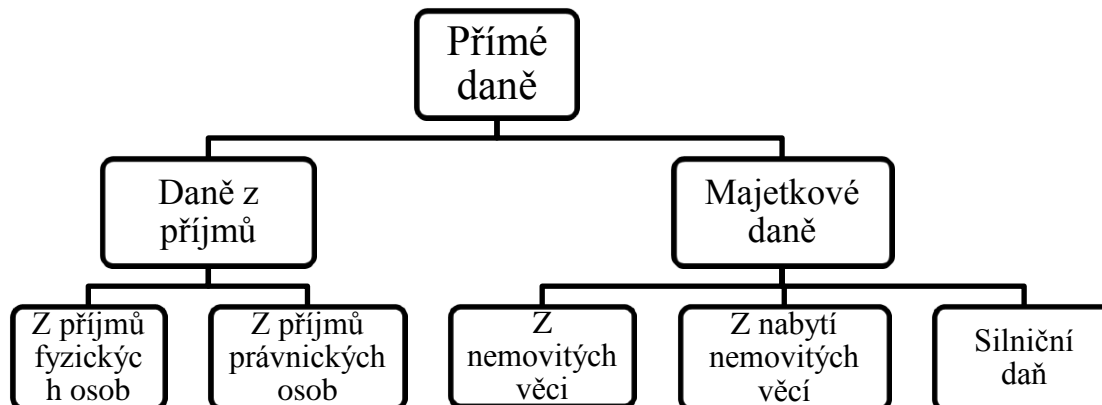 Přímé
daně
Daně z
příjmů
Majetkové
daně
Z příjmů
fyzickýc
h osob
Z příjmů
právnických
osob
Z
nemovitých
věci
Z nabytí
nemovitých
věcí
Silniční
daň